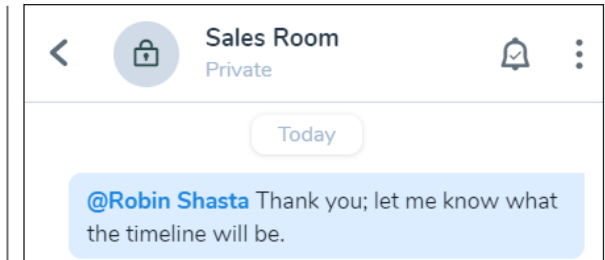 Sales Room
Private
Today
@Robin Shasta Thank you; let me know what
the timeline will be.